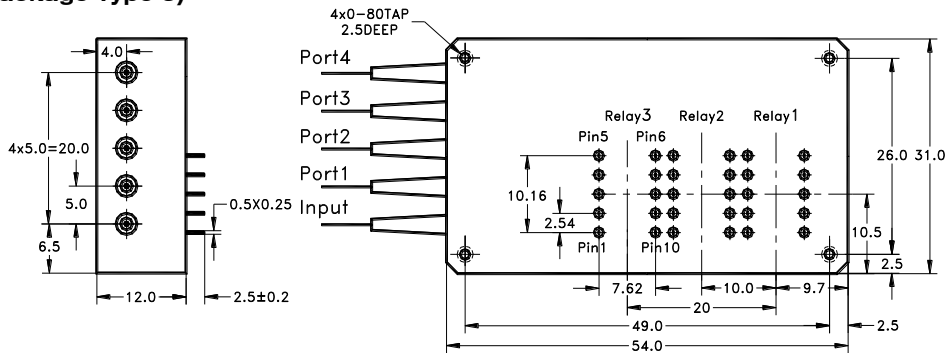 4x0-80TAP
2.5DEEP
4.0
Port4
Port3
Port2
Port1
Input
4x5.0=20.0
5.0
6.5
0.5X0.25
12.0
2.5±0.2
Relay3 Relay2 Relay1
Pin5 Pin6
10.16
2.54
Pin1 Pin10
26.0 31.0
10.5
2.5
7.62 10.0 9.7
20
49.0 2.5
54.0